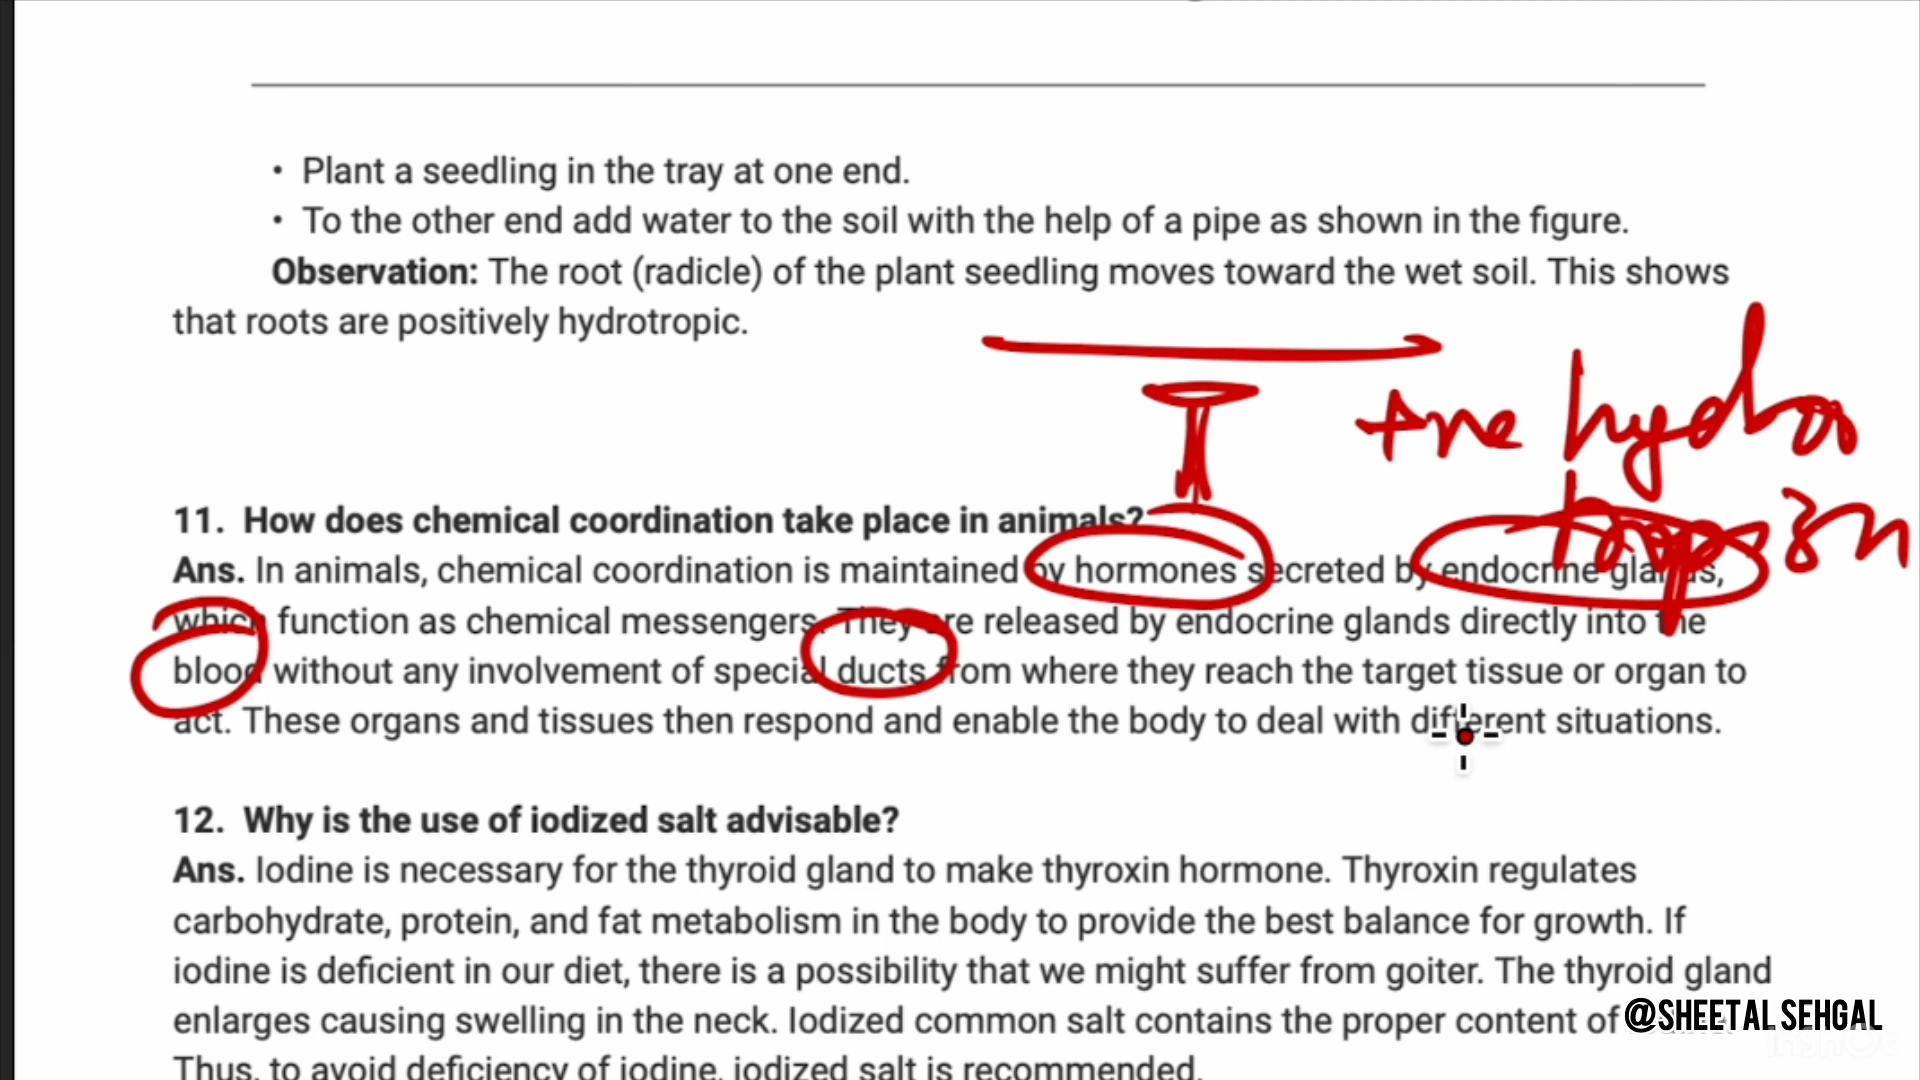 • Plant a seedling in the tray at one end.
• To the other end add water to the soil with the help of a pipe as shown in the figure.
Observation: The root (radicle) of the plant seedling moves toward the wet soil. This shows
that roots are positively hydrotropic.
+ve hydro
tropism
11. How does chemical coordination take place in animals?
Ans. In animals, chemical coordination is maintained by hormones secreted by endocrine glands,
which function as chemical messengers. They are released by endocrine glands directly into the
blood without any involvement of special ducts from where they reach the target tissue or organ to
act. These organs and tissues then respond and enable the body to deal with different situations.
12. Why is the use of iodized salt advisable?
Ans. Iodine is necessary for the thyroid gland to make thyroxin hormone. Thyroxin regulates
carbohydrate, protein, and fat metabolism in the body to provide the best balance for growth. If
iodine is deficient in our diet, there is a possibility that we might suffer from goiter. The thyroid gland
enlarges causing swelling in the neck. Iodized common salt contains the proper content of
@SHEETAL SEHGAL
Thus, to avoid deficiency of iodine, iodized salt is recommended.